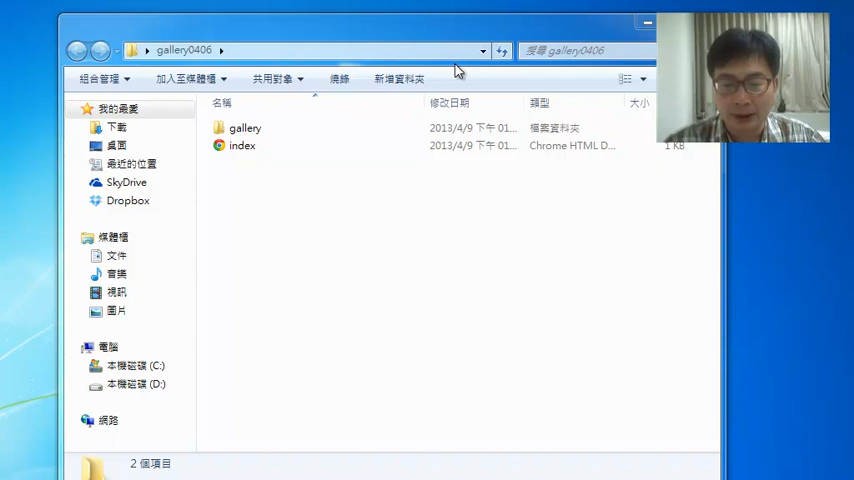 gallery0406
搜尋 gallery0406
組合管理 加入至媒體櫃 共用對象 燒錄 新增資料夾
我的最愛
下載
桌面
最近的位置
SkyDrive
Dropbox
媒體櫃
文件
音樂
視訊
圖片
電腦
本機磁碟 (C:)
本機磁碟 (D:)
網路
名稱 修改日期 類型 大小
gallery 2013/4/9 下午 01... 檔案資料夾
index 2013/4/9 下午 01... Chrome HTML D... 1 KB
2 個項目